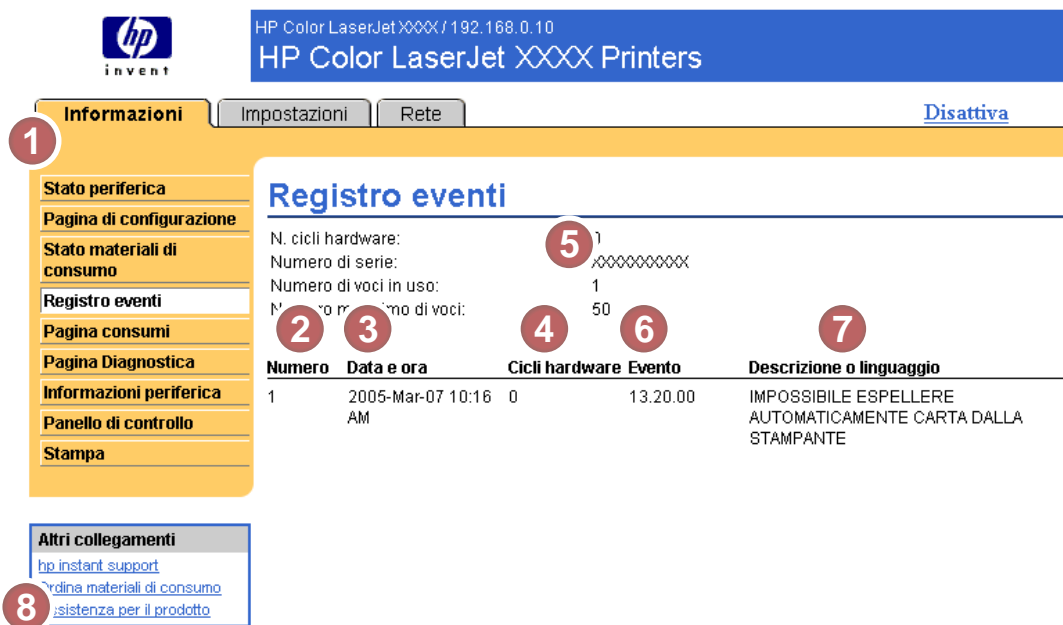 hp
invent
HP Color LaserJet XXXX / 192.168.0.10
HP Color LaserJet XXXX Printers
Informazioni
Impostazioni
Rete
Disattiva
1
Stato periferica
Pagina di configurazione
Stato materiali di
consumo
Registro eventi
Pagina consumi
Pagina Diagnostica
Informazioni periferica
Panello di controllo
Stampa
Registro eventi
N. cicli hardware:
5
Numero di serie: XXXXXXXXXX
Numero di voci in uso: 1
di voci: 50
2 3 4 6 7
Numero Data e ora Cicli hardware Evento Descrizione o linguaggio
1 2005-Mar-07 10:16 0 13.20.00 IMPOSSIBILE ESPELLERE
AM AUTOMATICAMENTE CARTA DALLA
STAMPANTE
Altri collegamenti
hp instant support
materiali di consumo
8
per il prodotto